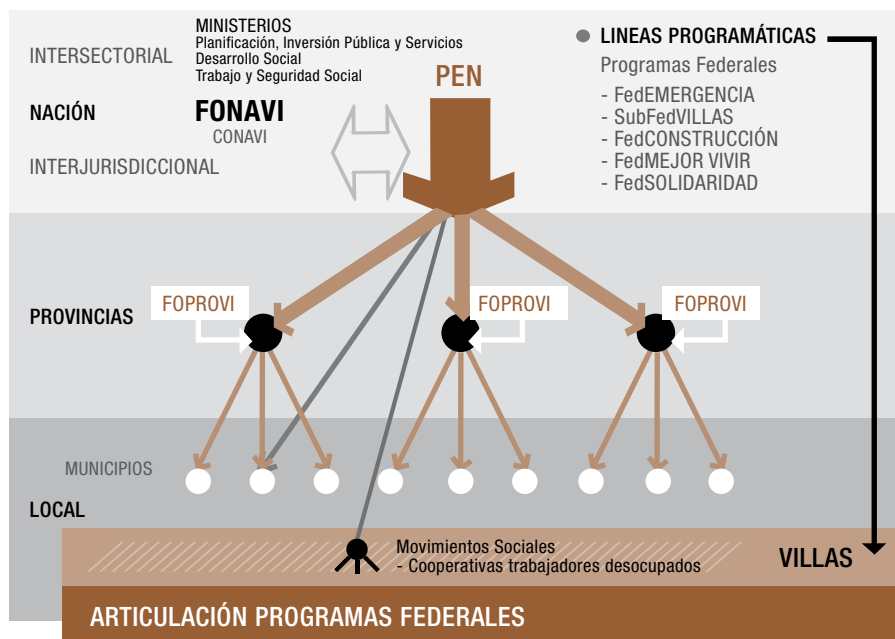 INTERSECTORIAL
MINISTERIOS
Planificación, Inversión Pública y Servicios
Desarrollo Social
Trabajo y Seguridad Social
NACIÓN
FONAVI
CONAVI
INTERJURISDICCIONAL
PEN
LINEAS PROGRAMÁTICAS
Programas Federales
- FedEMERGENCIA
- SubFedVILLAS
- FedCONSTRUCCIÓN
- FedMEJOR VIVIR
- FedSOLIDARIDAD
PROVINCIAS
FOPROVI
FOPROVI
FOPROVI
MUNICIPIOS
LOCAL
Movimientos Sociales
- Cooperativas trabajadores desocupados
VILLAS
ARTICULACIÓN PROGRAMAS FEDERALES